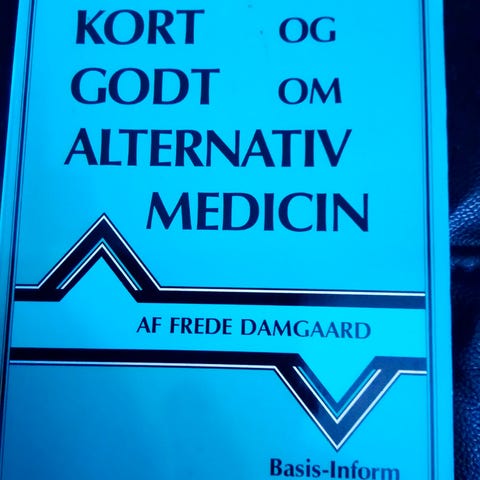 KORT OG
GODT OM
ALTERNATIV
MEDICIN
AF FREDE DAMGAARD
Basis-Inform